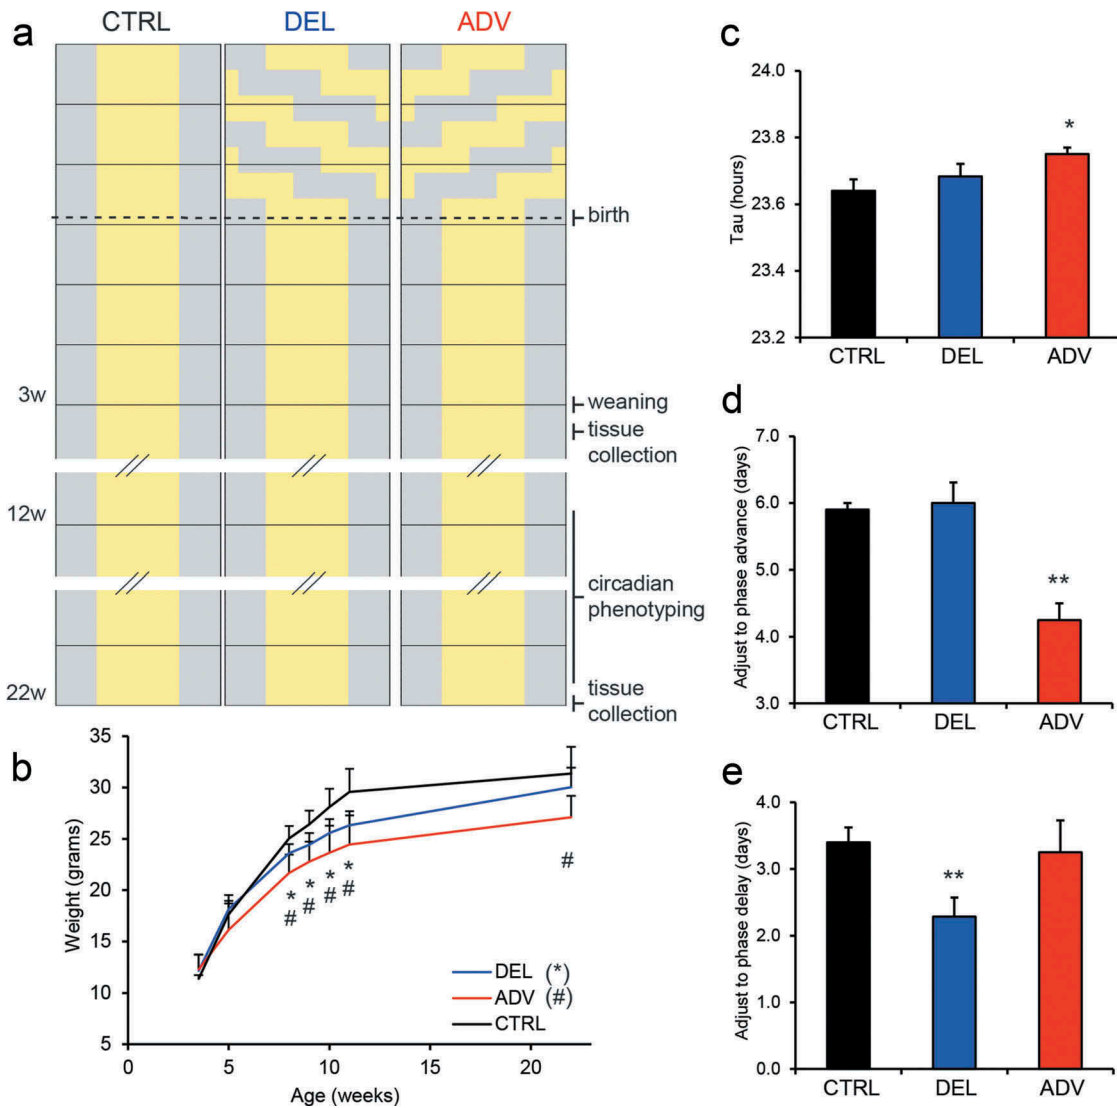 a
CTRL
DEL
ADV
birth
3w
weaning
tissue
collection
12w
circadian
phenotyping
22w
tissue
collection
b
35
30
25
20
15
10
5
Weight (grams)
* * * *
# # # # #
DEL (*)
ADV (#)
CTRL
0 5 10 15 20
Age (weeks)
c
24.0
23.8
23.6
23.4
23.2
Tau (hours)
*
CTRL DEL ADV
d
7.0
6.0
5.0
4.0
3.0
Adjust to phase advance (days)
**
CTRL DEL ADV
e
4.0
3.0
2.0
1.0
0.0
Adjust to phase delay (days)
**
CTRL DEL ADV